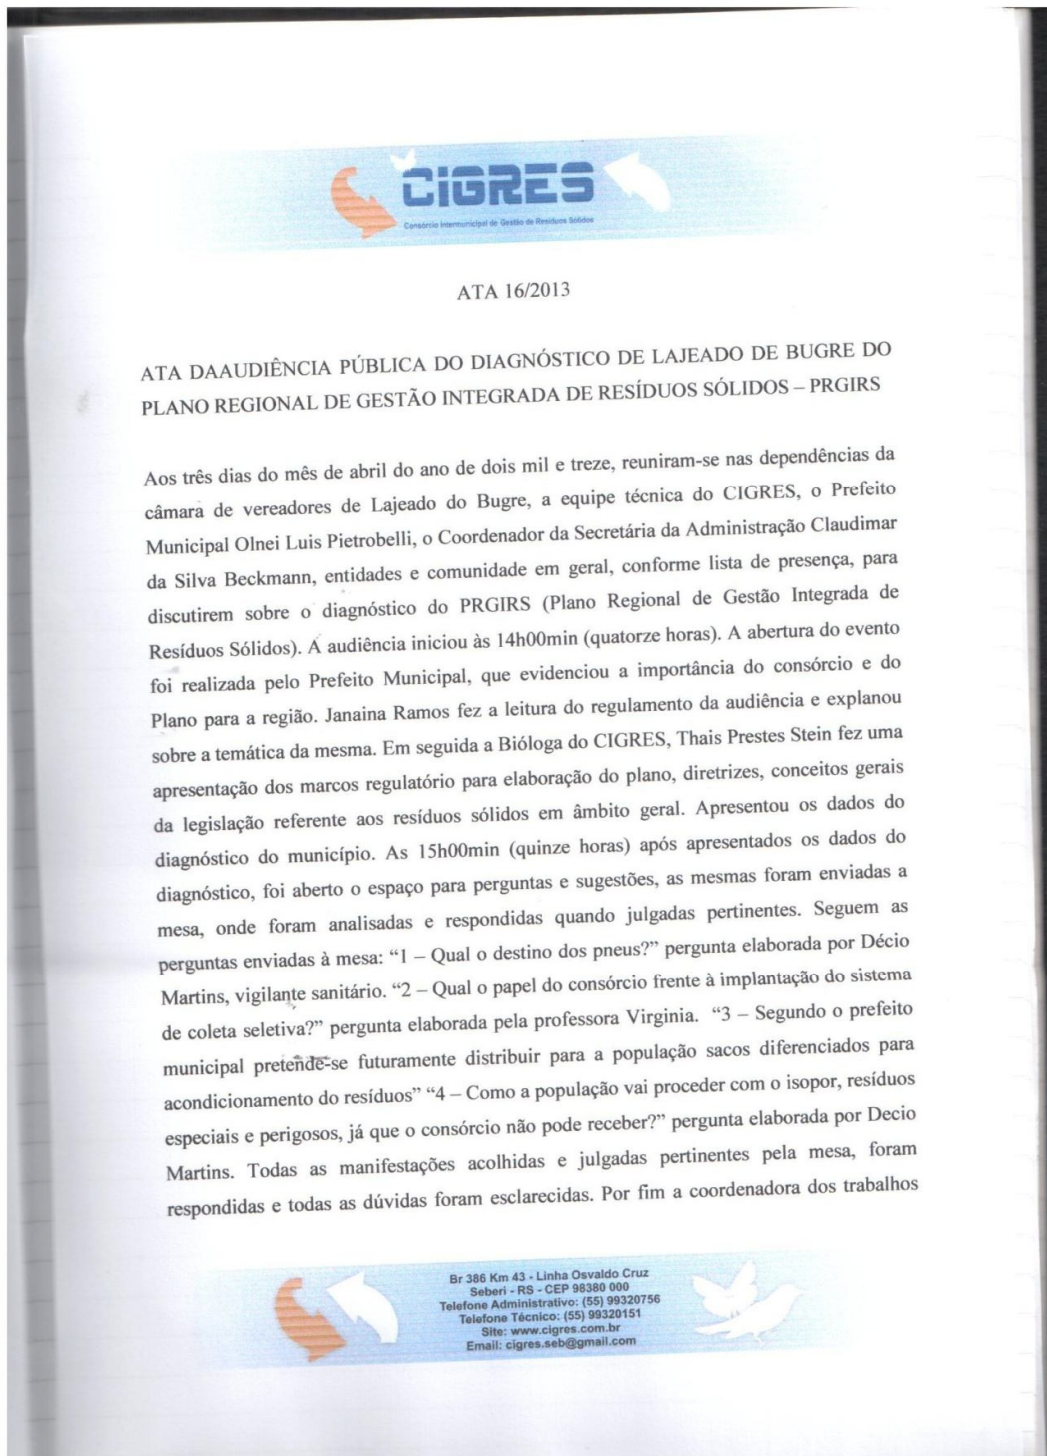 CIGRES
Consórcio Intermunicipal de Gestão de Resíduos Sólidos
ATA 16/2013
ATA DAAUDIÊNCIA PÚBLICA DO DIAGNÓSTICO DE LAJEADO DE BUGRE DO
PLANO REGIONAL DE GESTÃO INTEGRADA DE RESÍDUOS SÓLIDOS – PRGIRS
Aos três dias do mês de abril do ano de dois mil e treze, reuniram-se nas dependências da
câmara de vereadores de Lajeado do Bugre, a equipe técnica do CIGRES, o Prefeito
Municipal Olnei Luis Pietrobelli, o Coordenador da Secretária da Administração Claudimar
da Silva Beckmann, entidades e comunidade em geral, conforme lista de presença, para
discutirem sobre o diagnóstico do PRGIRS (Plano Regional de Gestão Integrada de
Resíduos Sólidos). A audiência iniciou às 14h00min (quatorze horas). A abertura do evento
foi realizada pelo Prefeito Municipal, que evidenciou a importância do consórcio e do
Plano para a região. Janaina Ramos fez a leitura do regulamento da audiência e explanou
sobre a temática da mesma. Em seguida a Bióloga do CIGRES, Thais Prestes Stein fez uma
apresentação dos marcos regulatório para elaboração do plano, diretrizes, conceitos gerais
da legislação referente aos resíduos sólidos em âmbito geral. Apresentou os dados do
diagnóstico do município. As 15h00min (quinze horas) após apresentados os dados do
diagnóstico, foi aberto o espaço para perguntas e sugestões, as mesmas foram enviadas a
mesa, onde foram analisadas e respondidas quando julgadas pertinentes. Seguem as
perguntas enviadas à mesa: “1 – Qual o destino dos pneus?” pergunta elaborada por Décio
Martins, vigilante sanitário. “2 – Qual o papel do consórcio frente à implantação do sistema
de coleta seletiva?” pergunta elaborada pela professora Virginia. “3 – Segundo o prefeito
municipal pretende-se futuramente distribuir para a população sacos diferenciados para
acondicionamento do resíduos” “4 – Como a população vai proceder com o isopor, resíduos
especiais e perigosos, já que o consórcio não pode receber?” pergunta elaborada por Decio
Martins. Todas as manifestações acolhidas e julgadas pertinentes pela mesa, foram
respondidas e todas as dúvidas foram esclarecidas. Por fim a coordenadora dos trabalhos
Br 386 Km 43 - Linha Osvaldo Cruz
Seberi - RS - CEP 98380 000
Telefone Administrativo: (55) 99320756
Telefone Técnico: (55) 99320151
Site: www.cigres.com.br
Email: cigres.seb@gmail.com